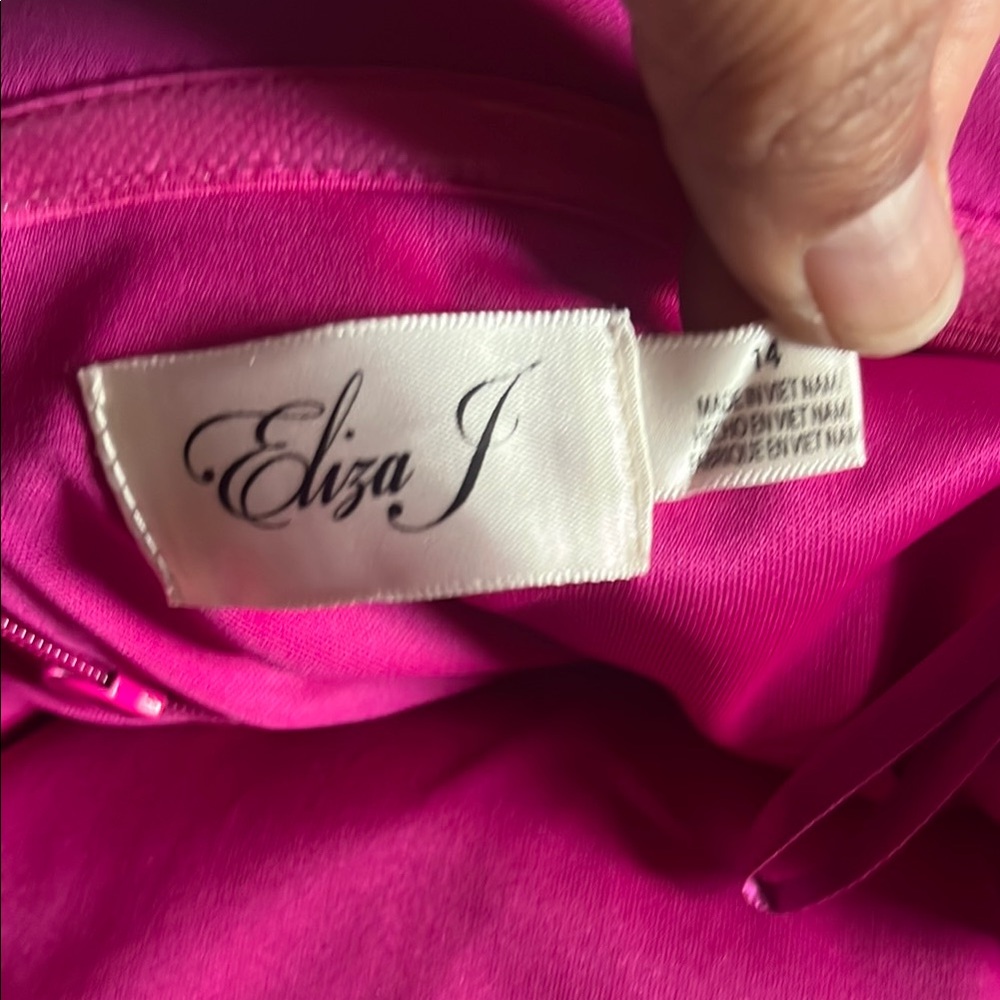 Eliza J
14
MADE IN VIET NAM/
HECHO EN VIET NAM/
FABRIQUE EN VIET NAM